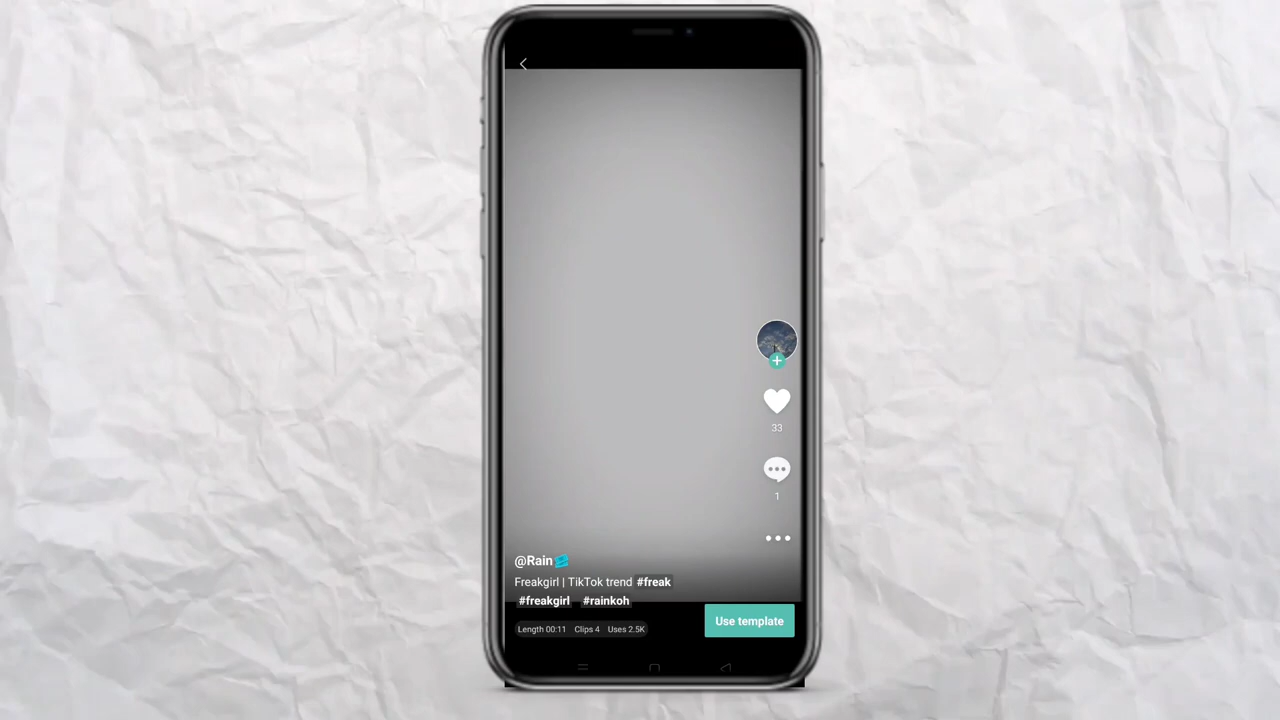 33
1
@Rain
Freakgirl | TikTok trend #freak
#freakgirl #rainkoh
Length 00:11 Clips 4 Uses 2.5K
Use template